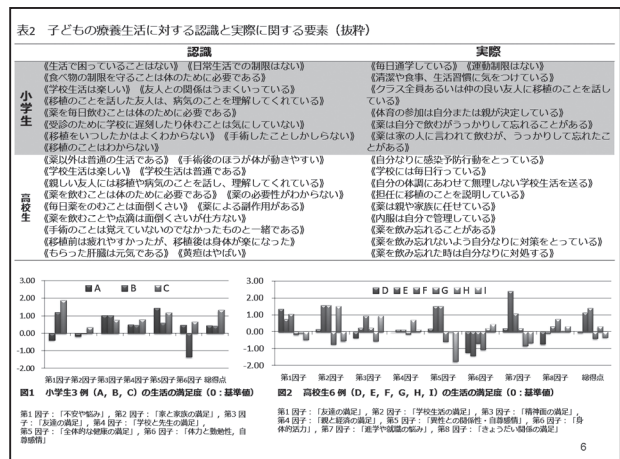 表2 子どもの療養生活に対する認識と実際に関する要素（抜粋）
認識 実際
小学生
《生活で困っていることはない》《日常生活での制限はない》
《食べ物の制限を守ることは体のために必要である》
《学校生活は楽しい》《友人との関係はうまくいっている》
《移植のことを話した友人は、病気のことを理解してくれている》
《薬を毎日飲むことは体のために必要である》
《受診のために学校に遅刻したり休むことは気にしていない》
《移植をいつしたかはよくわからない》《手術したことしかしらない》
《移植のことはわからない》
《毎日通学している》《運動制限はない》
《清潔や食事、生活習慣に気をつけている》
《クラス全員あるいは仲の良い友人に移植のことを話している》
《体育の参加は自分または親が決定している》
《薬は自分で飲むがうっかりして忘れることがある》
《薬は家の人に言われて飲むが、うっかりして忘れたことがある》
高校生
《薬以外は普通の生活である》《手術後のほうが体が動きやすい》
《学校生活は楽しい》《学校生活は普通である》
《親しい友人には移植や病気のことを話し、理解してくれている》
《薬を飲むことは体のために必要である》《薬の必要性がわからない》
《毎日薬をのむことは面倒くさい》《薬による副作用がある》
《薬を飲むことや点滴は面倒くさいが仕方ない》
《手術のことは覚えていないのでなかったものと一緒である》
《移植前は疲れやすかったが、移植後は身体が楽になった》
《もらった肝臓は元気である》《黄疸はやばい》
《自分なりに感染予防行動をとっている》
《学校には毎日行っている》
《自分の体調にあわせて無理しない学校生活を送る》
《担任に移植のことを説明している》
《薬は親や家族に任せている》
《内服は自分で管理している》
《薬を飲み忘れることがある》
《薬を飲み忘れないよう自分なりに対策をとっている》
《薬を飲み忘れた時は自分なりに対処する》
3.00
2.00
1.00
0.00
-1.00
-2.00
A B C
第1因子 第2因子 第3因子 第4因子 第5因子 第6因子 総得点
図1 小学生3例（A, B, C）の生活の満足度（0：基準値）
第1因子：「不安や悩み」，第2因子：「家と家族の満足」，第3因
子：「友達の満足」，第4因子：「学校と先生の満足」，
第5因子：「全体的な健康の満足」，第6因子：「体力と勤勉性，自
尊感情」
3.00
2.00
1.00
0.00
-1.00
-2.00
D E F G H I
第1因子 第2因子 第3因子 第4因子 第5因子 第6因子 第7因子 第8因子 総得点
図2 高校生6例（D, E, F, G, H, I）の生活の満足度（0：基準値）
第1因子：「友達の満足」，第2因子：「学校生活の満足」，第3因子：「精神面の満足」，
第4因子：「親と経済の満足」，第5因子：「異性との関係性・自尊感情」，第6因子：「身
体的活力」，第7因子：「進学や就職の悩み」，第8因子：「きょうだい関係の満足」
6